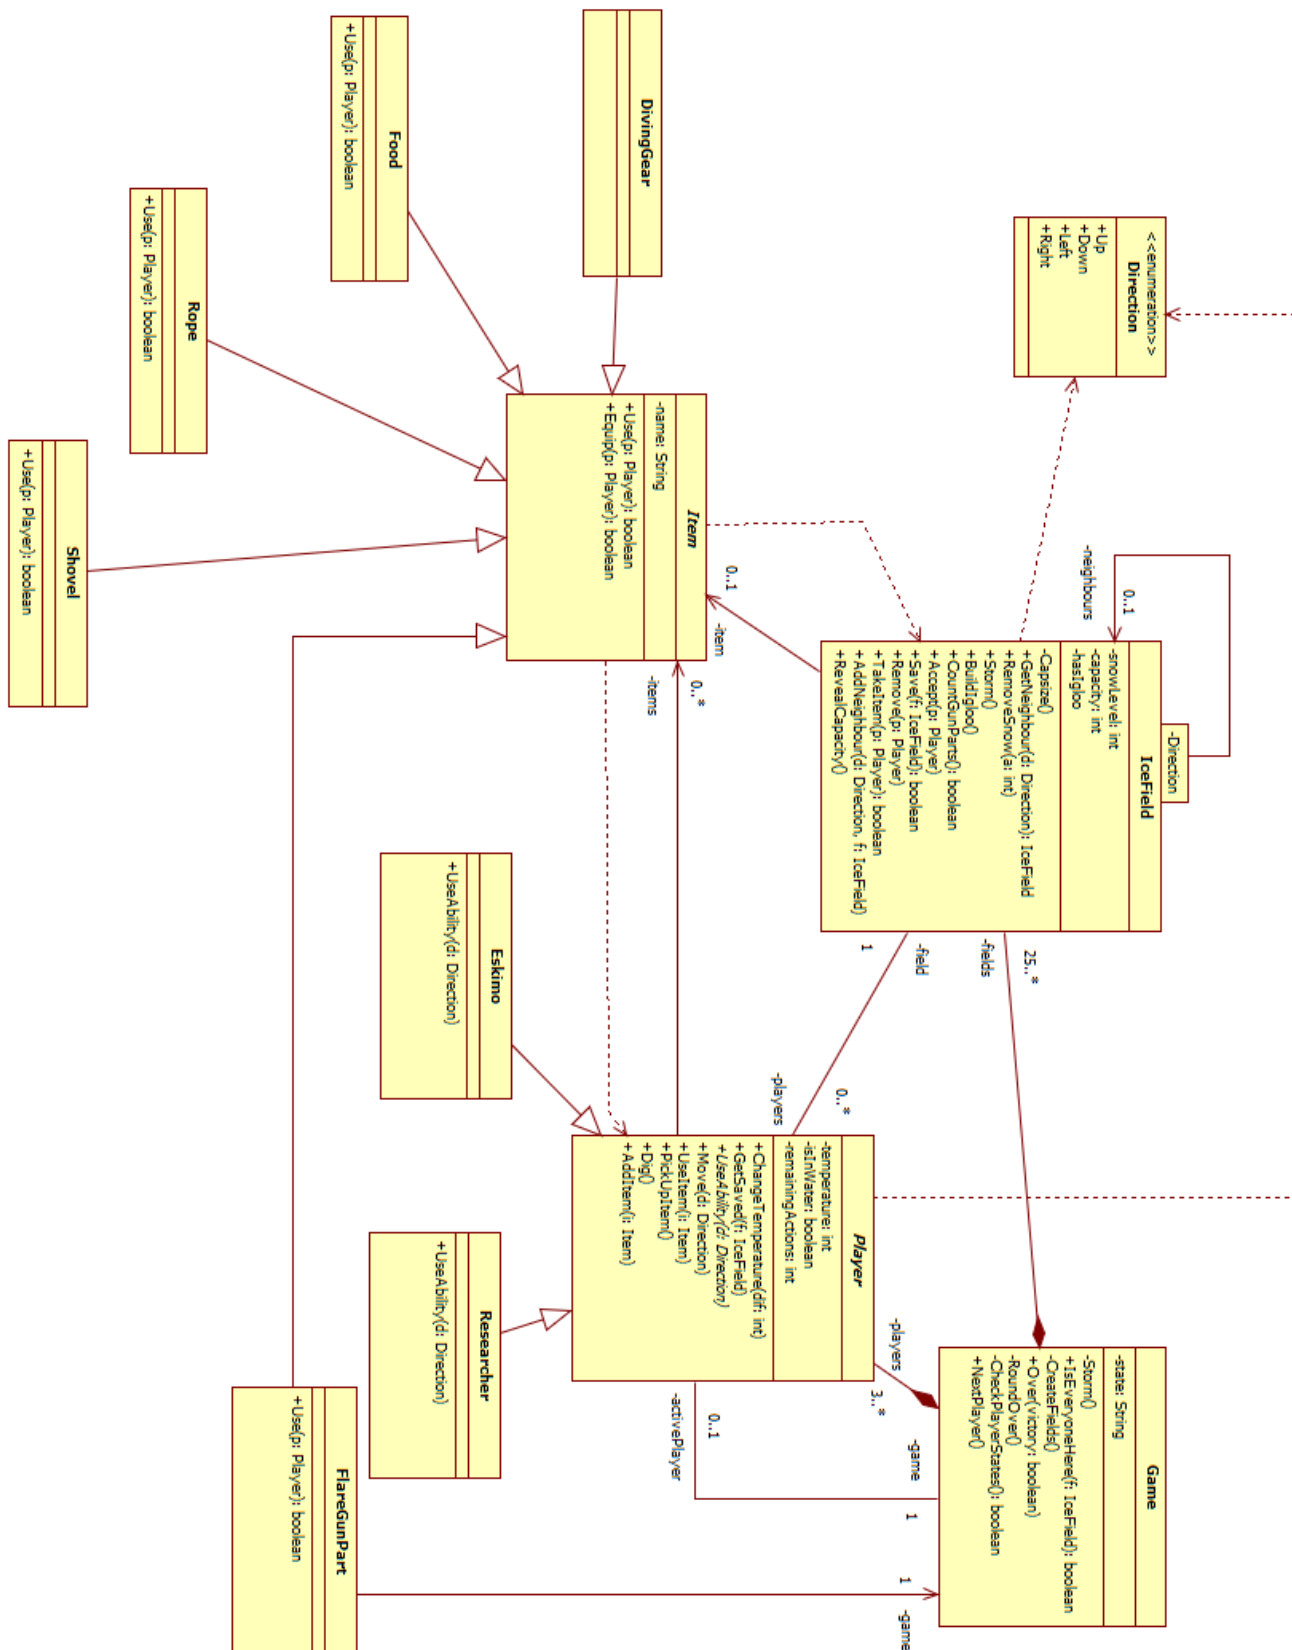 <<enumeration>>
Direction
+Up
+Down
+Left
+Right
-Direction
IceField
-snowLevel: int
-capacity: int
-hasIgloo
-Capsize()
+GetNeighbour(d: Direction): IceField
+RemoveSnow(a: int)
+Storm()
+BuildIgloo()
+CountGunParts(): boolean
+Accept(p: Player)
+Save(f: IceField): boolean
+Remove(p: Player)
+TakeItem(p: Player): boolean
+AddNeighbour(d: Direction, f: IceField)
+RevealCapacity()
0..1
-neighbours
25..*
-fields
-field
1
0..*
-players
Game
-state: String
-Storm()
+IsEveryoneHere(f: IceField): boolean
-CreateFields()
+Over(victory: boolean)
-RoundOver()
-CheckPlayerStates(): boolean
+NextPlayer()
-players
3..*
-game
1
0..1
-activePlayer
1
-game
Player
-temperature: int
-isInWater: boolean
-remainingActions: int
+ChangeTemperature(dif: int)
+GetSaved(f: IceField)
+UseAbility(d: Direction)
+Move(d: Direction)
+UseItem(i: Item)
+PickUpItem()
+Dig()
+AddItem(i: Item)
DivingGear
Item
-name: String
+Use(p: Player): boolean
+Equip(p: Player): boolean
0..1
-item
0..*
-items
Food
+Use(p: Player): boolean
Rope
+Use(p: Player): boolean
Shovel
+Use(p: Player): boolean
Eskimo
+UseAbility(d: Direction)
Researcher
+UseAbility(d: Direction)
FlareGunPart
+Use(p: Player): boolean